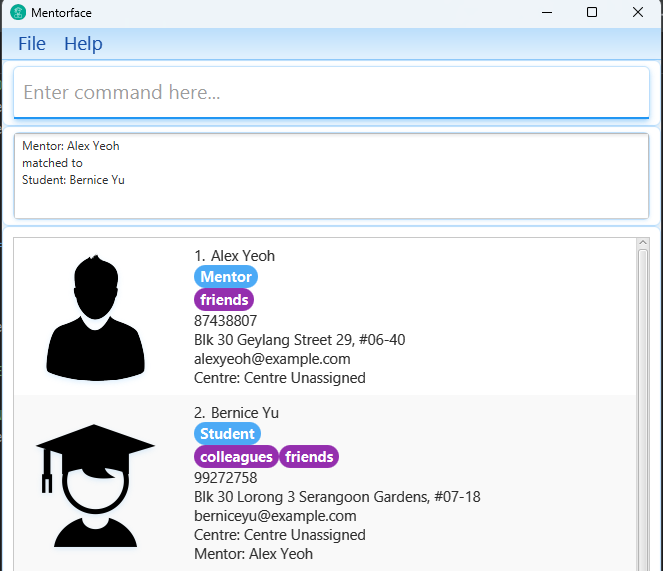 Mentorface
File Help
Enter command here...
Mentor: Alex Yeoh
matched to
Student: Bernice Yu
1. Alex Yeoh
Mentor
friends
87438807
Blk 30 Geylang Street 29, #06-40
alexyeoh@example.com
Centre: Centre Unassigned
2. Bernice Yu
Student
colleagues friends
99272758
Blk 30 Lorong 3 Serangoon Gardens, #07-18
berniceyu@example.com
Centre: Centre Unassigned
Mentor: Alex Yeoh